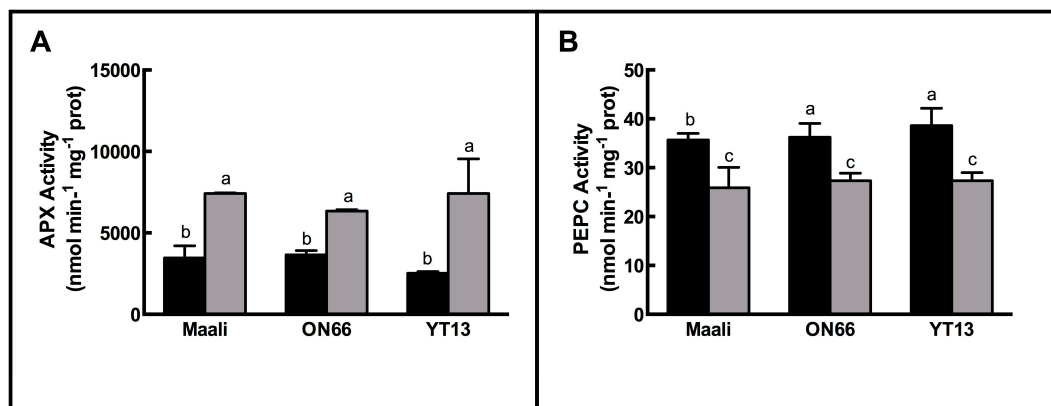 A
15000
10000
5000
0
APX Activity
(nmol min-¹ mg⁻¹ prot)
b
a
b
a
b
a
Maali
ON66
YT13
B
50
40
30
20
10
0
PEPC Activity
(nmol min-¹ mg⁻¹ prot)
b
c
a
c
a
c
Maali
ON66
YT13